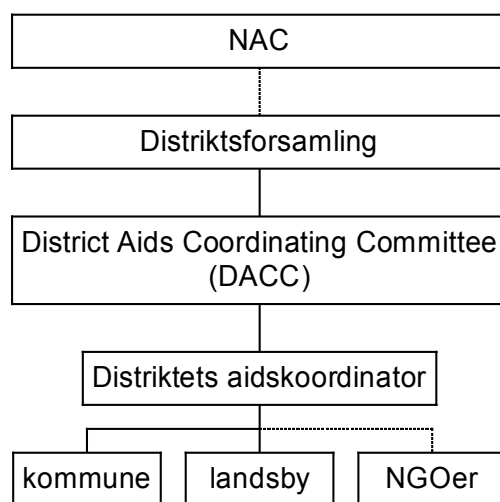 NAC
Distriktsforsamling
District Aids Coordinating Committee
(DACC)
Distriktets aidskoordinator
kommune
landsby
NGOer